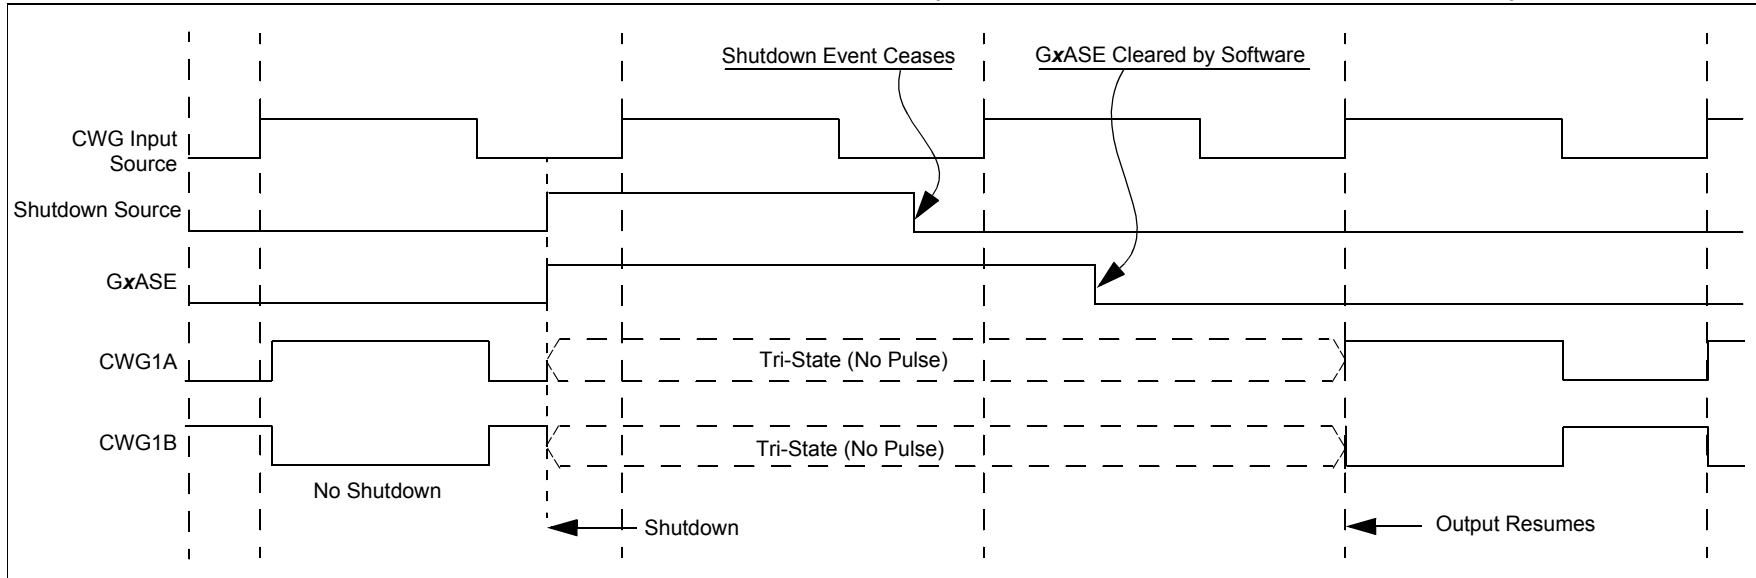 Shutdown Event Ceases
GxASE Cleared by Software
CWG Input
Source
Shutdown Source
GxASE
CWG1A
Tri-State (No Pulse)
CWG1B
Tri-State (No Pulse)
No Shutdown
Shutdown
Output Resumes